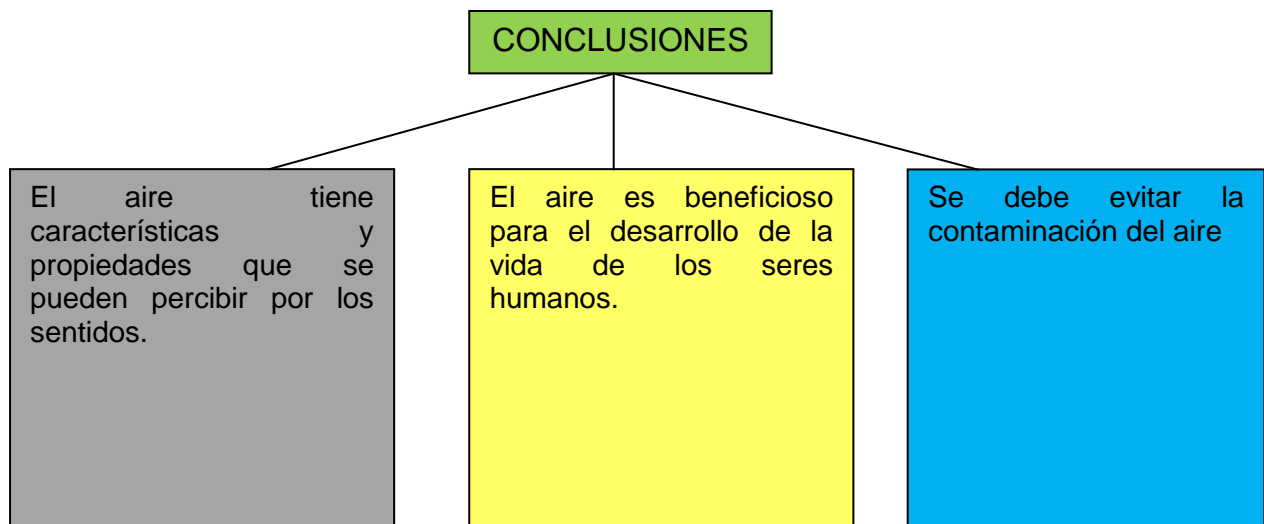 CONCLUSIONES
El aire tiene
características y
propiedades que se
pueden percibir por los
sentidos.
El aire es beneficioso
para el desarrollo de la
vida de los seres
humanos.
Se debe evitar la
contaminación del aire